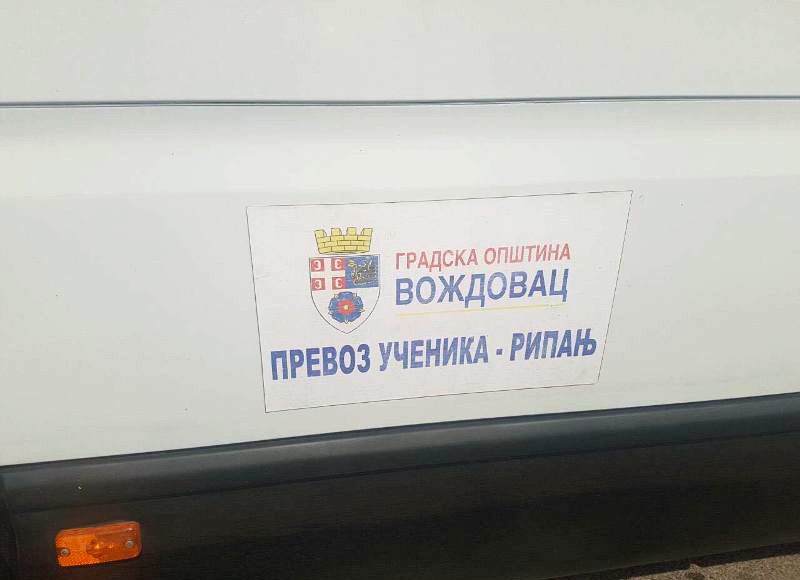 ГРАДСКА ОПШТИНА
ВОЖДОВАЦ
ПРЕВОЗ УЧЕНИКА - РИПАЊ